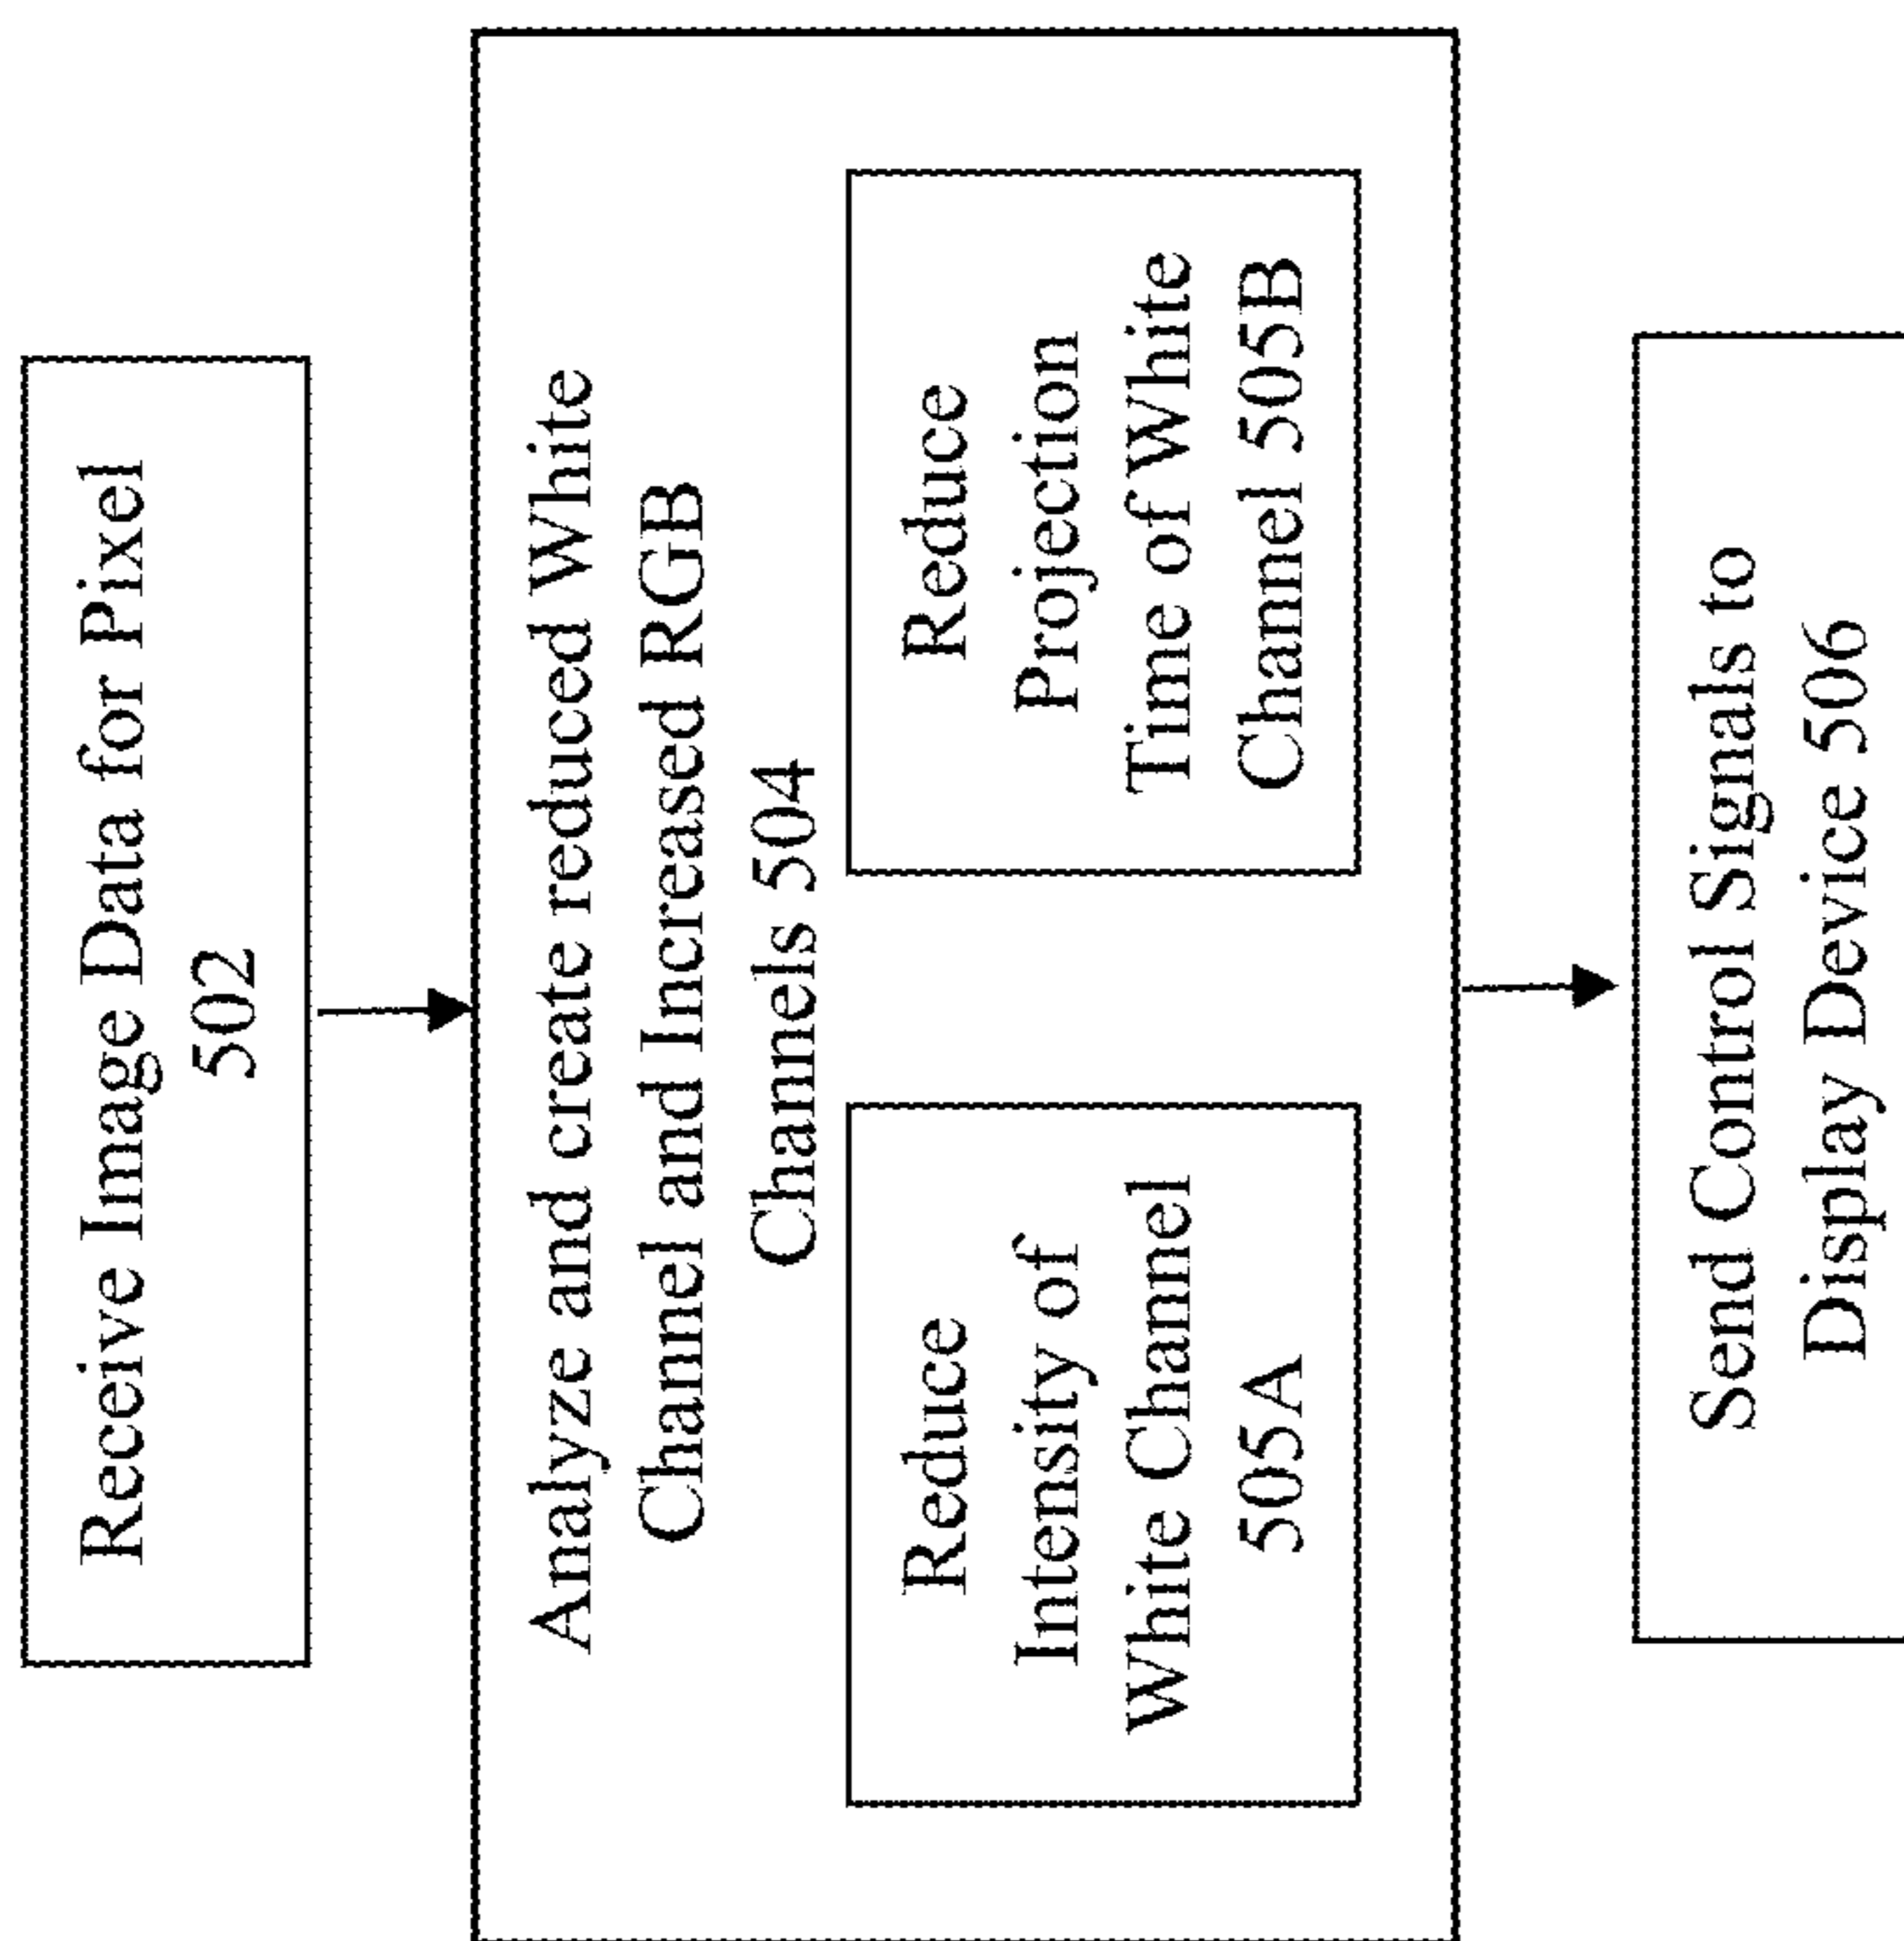 Receive Image Data for Pixel
502
Analyze and create reduced White
Channel and Increased RGB
Channels 504
Reduce
Intensity of
White Channel
505A
Reduce
Projection
Time of White
Channel 505B
Send Control Signals to
Display Device 506